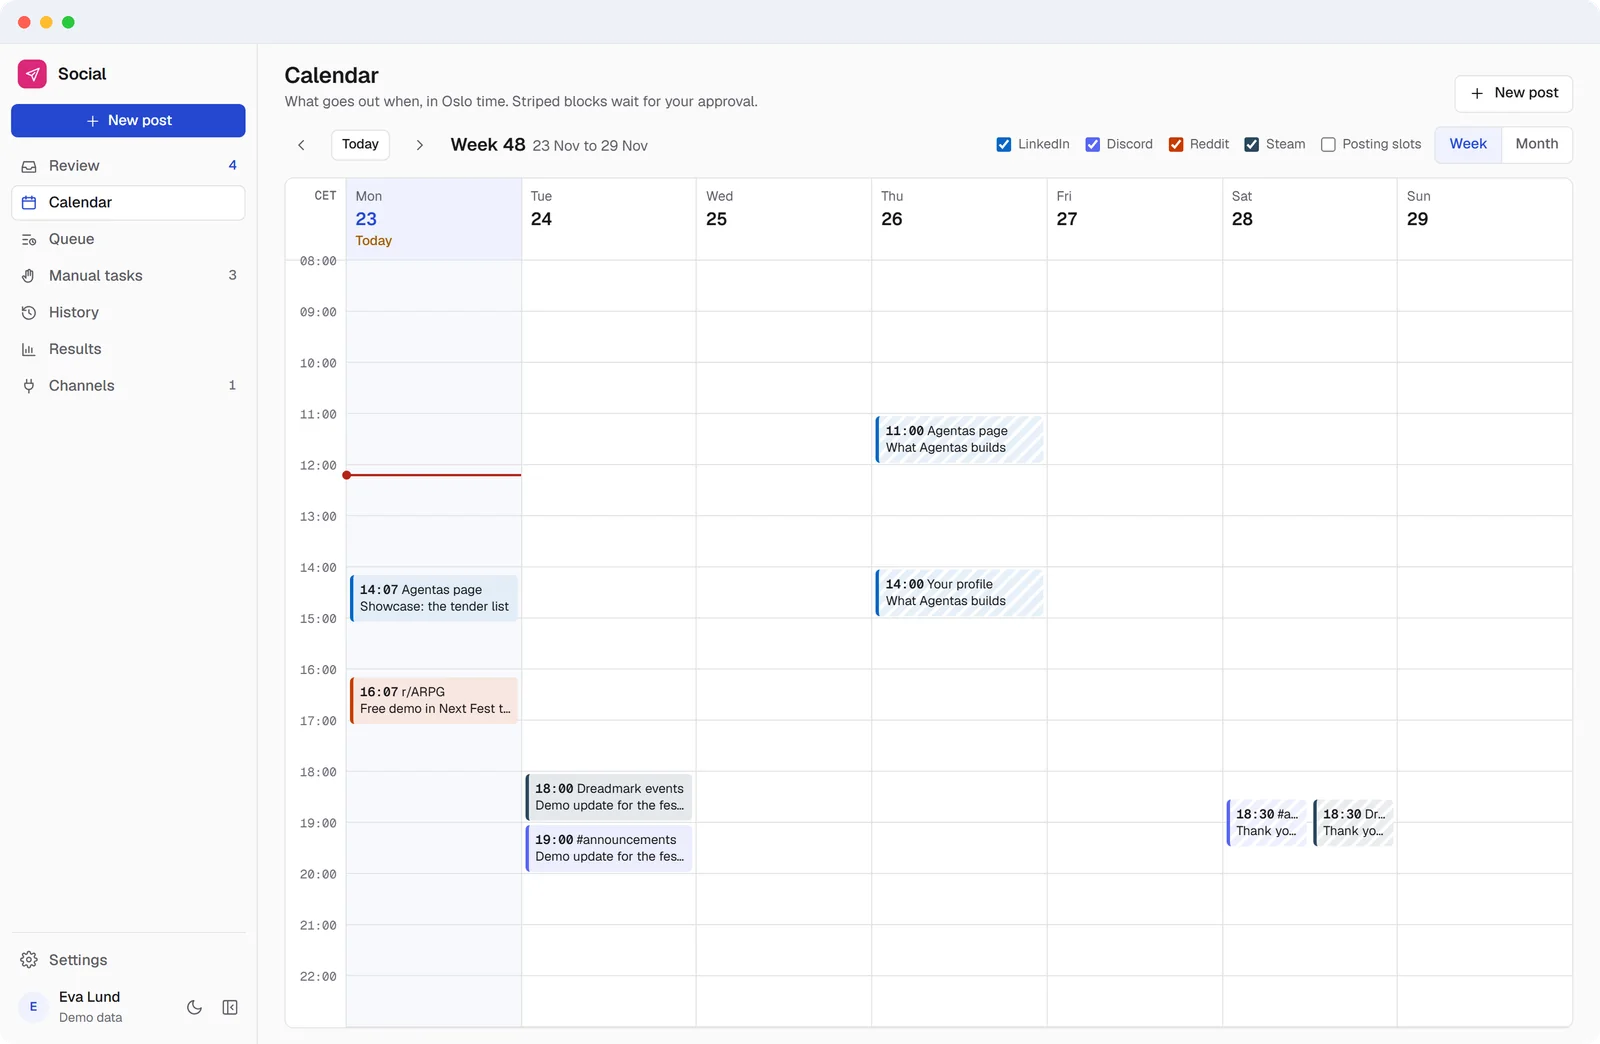 Social
+ New post
Review 4
Calendar
Queue
Manual tasks 3
History
Results
Channels 1
Settings
E
Eva Lund
Demo data
Calendar
What goes out when, in Oslo time. Striped blocks wait for your approval.
+ New post
Today
Week 48 23 Nov to 29 Nov
LinkedIn Discord Reddit Steam Posting slots
Week Month
CET
Mon
23
Today
Tue
24
Wed
25
Thu
26
Fri
27
Sat
28
Sun
29
08:00
09:00
10:00
11:00
12:00
13:00
14:00
15:00
16:00
17:00
18:00
19:00
20:00
21:00
22:00
14:07 Agentas page
Showcase: the tender list
16:07 r/ARPG
Free demo in Next Fest t...
18:00 Dreadmark events
Demo update for the fes...
19:00 #announcements
Demo update for the fes...
11:00 Agentas page
What Agentas builds
14:00 Your profile
What Agentas builds
18:30 #a...
Thank yo...
18:30 Dr...
Thank yo...